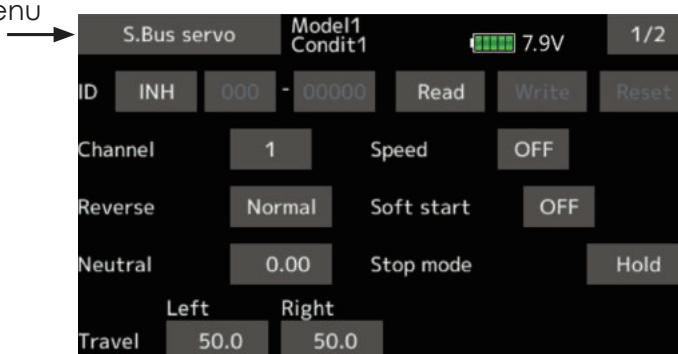 enu
S.Bus servo Model1 Condit1 7.9V 1/2
ID INH 000 - 00000 Read Write Reset
Channel 1 Speed OFF
Reverse Normal Soft start OFF
Neutral 0.00 Stop mode Hold
Left Right
Travel 50.0 50.0